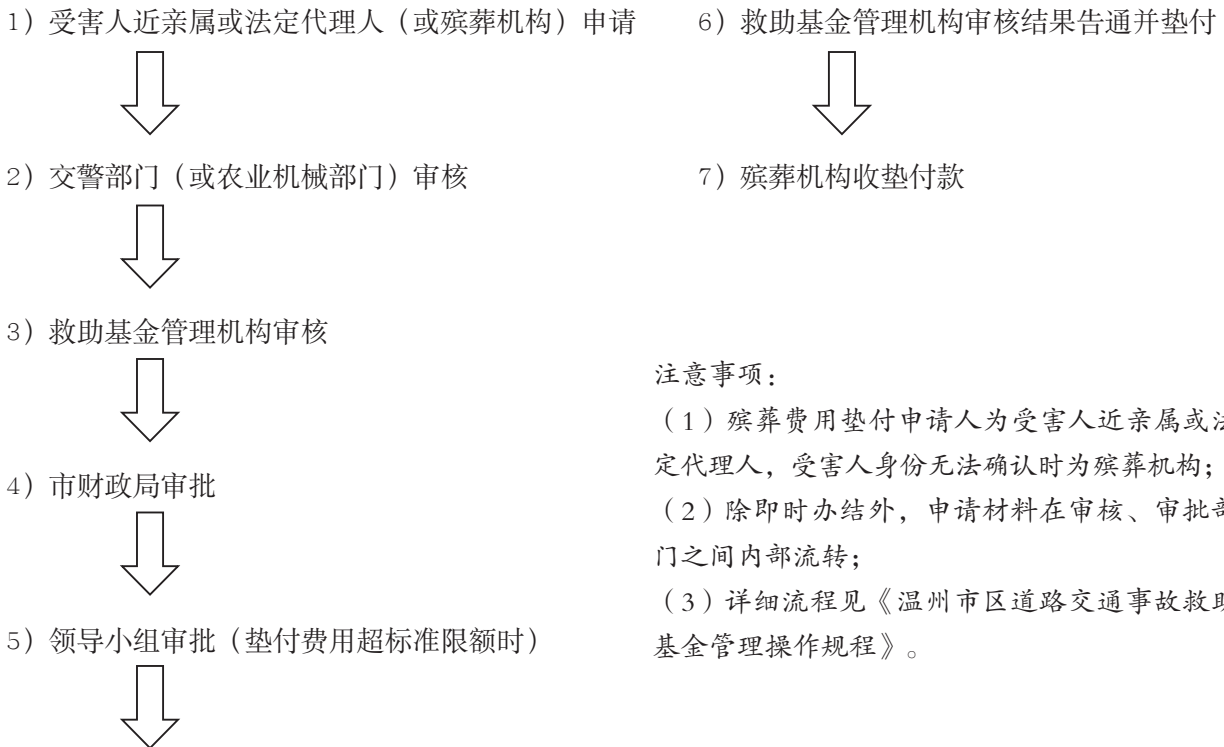 1）受害人近亲属或法定代理人（或殡葬机构）申请
2）交警部门（或农业机械部门）审核
3）救助基金管理机构审核
4）市财政局审批
5）领导小组审批（垫付费用超标准限额时）
6）救助基金管理机构审核结果告通并垫付
7）殡葬机构收垫付款
注意事项：
（1）殡葬费用垫付申请人为受害人近亲属或法
定代理人，受害人身份无法确认时为殡葬机构；
（2）除即时办结外，申请材料在审核、审批部
门之间内部流转；
（3）详细流程见《温州市区道路交通事故救助
基金管理操作规程》。